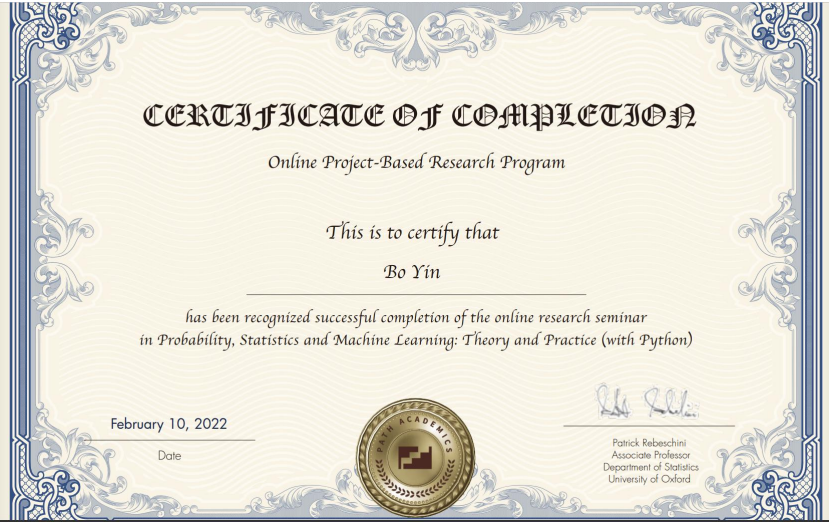 CERTIFICATE OF COMPLETION
Online Project-Based Research Program
This is to certify that
Bo Yin
has been recognized successful completion of the online research seminar
in Probability, Statistics and Machine Learning: Theory and Practice (with Python)
February 10, 2022
Date
PATH ACADEMICS
Patrick Rebeschini
Associate Professor
Department of Statistics
University of Oxford